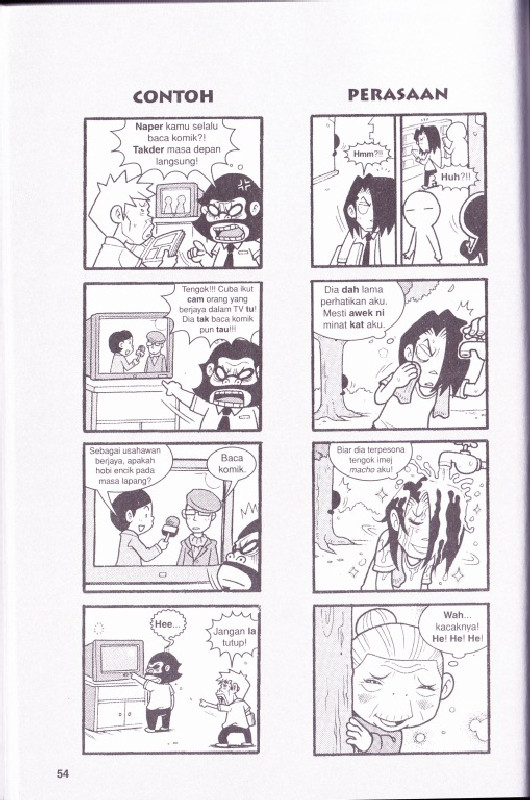 CONTOH
Naper kamu selalu
baca komik?!
Takder masa depan
langsung!
Tengok!!! Cuba ikut
cam orang yang
berjaya dalam TV tu!
Dia tak baca komik
pun tau!!!
Sebagai usahawan
berjaya, apakah
hobi encik pada
masa lapang?
Baca
komik.
Hee...
Jangan la
tutup!
PERASAAN
Hmm?!!
Huh?!!
Dia dah lama
perhatikan aku.
Mesti awek ni
minat kat aku.
Biar dia terpesona
tengok imej
macho aku!
Wah...
kacaknya!
He! He! He!
54